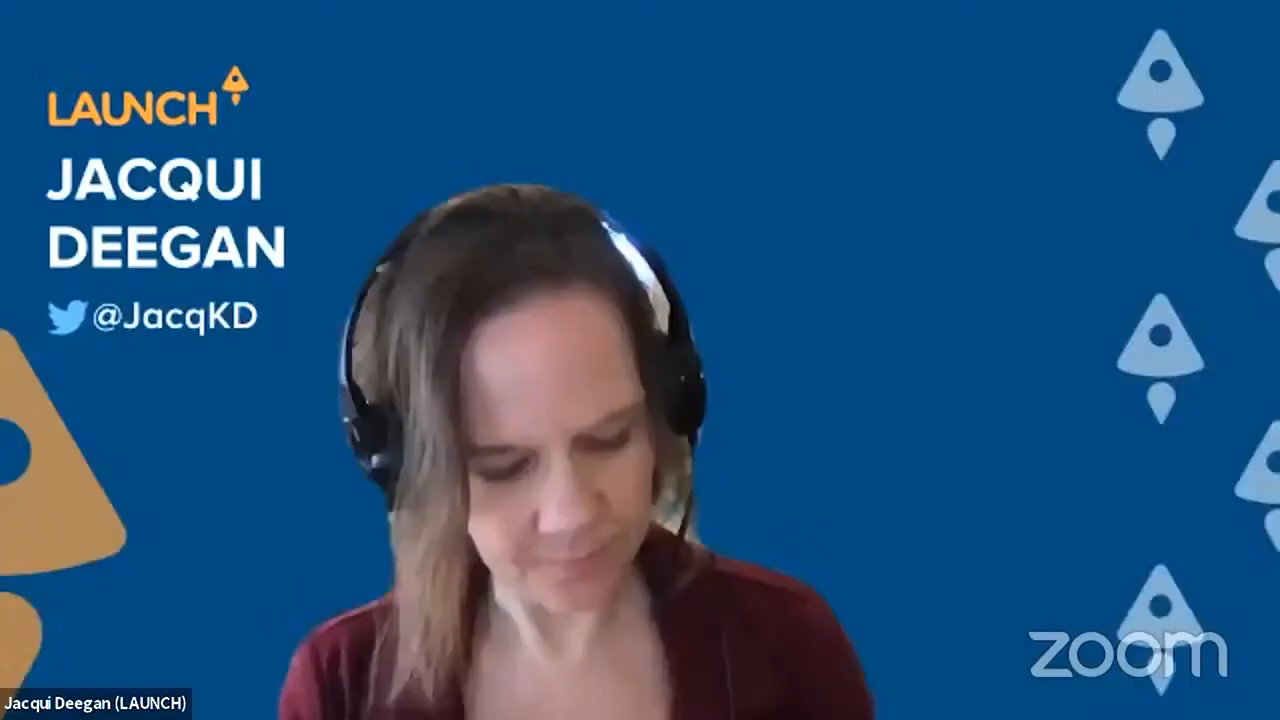 LAUNCH
JACQUI
DEEGAN
@JacqKD
zoom
Jacqui Deegan (LAUNCH)